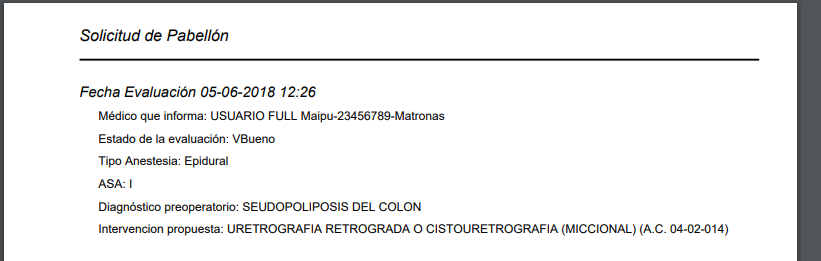 Solicitud de Pabellón
Fecha Evaluación 05-06-2018 12:26
Médico que informa: USUARIO FULL Maipu-23456789-Matronas
Estado de la evaluación: VBueno
Tipo Anestesia: Epidural
ASA: I
Diagnóstico preoperatorio: SEUDOPOLIPOSIS DEL COLON
Intervencion propuesta: URETROGRAFIA RETROGRADA O CISTOURETROGRAFIA (MICCIONAL) (A.C. 04-02-014)